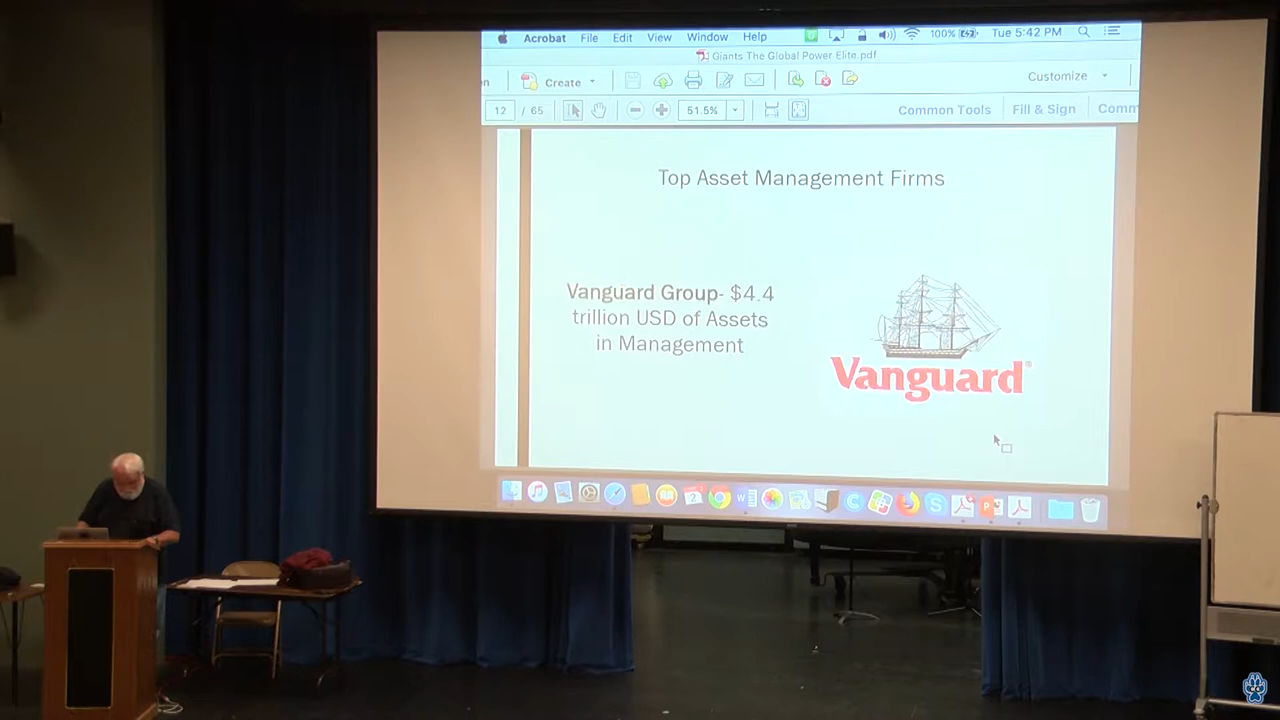 Acrobat File Edit View Window Help 100% Tue 5:42 PM
Giants The Global Power Elite.pdf
Create Customize
12 / 65 51.5% Common Tools Fill & Sign Comm
Top Asset Management Firms
Vanguard Group- $4.4
trillion USD of Assets
in Management
Vanguard®